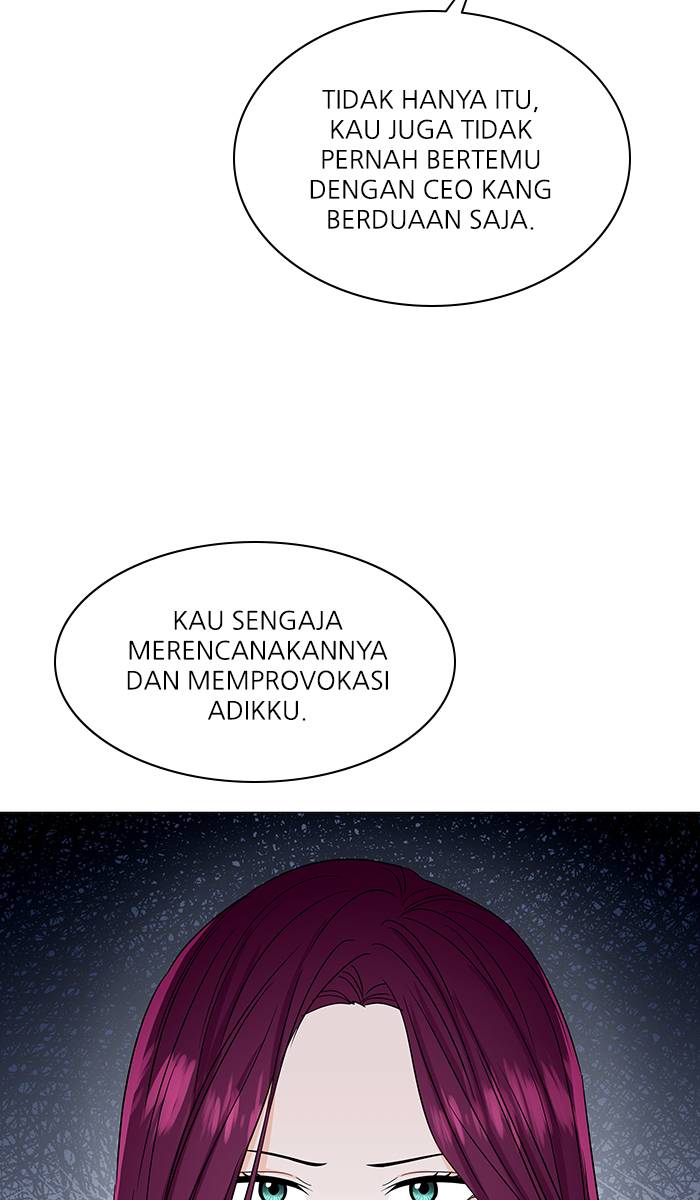 TIDAK HANYA ITU,
KAU JUGA TIDAK
PERNAH BERTEMU
DENGAN CEO KANG
BERDUAAN SAJA.
KAU SENGAJA
MERENCANAKANNYA
DAN MEMPROVOKASI
ADIKKU.